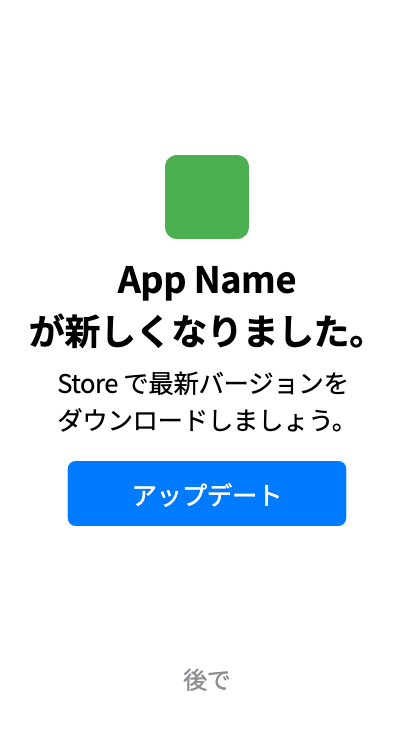 App Name
が新しくなりました。
Store で最新バージョンを
ダウンロードしましょう。
アップデート
後で